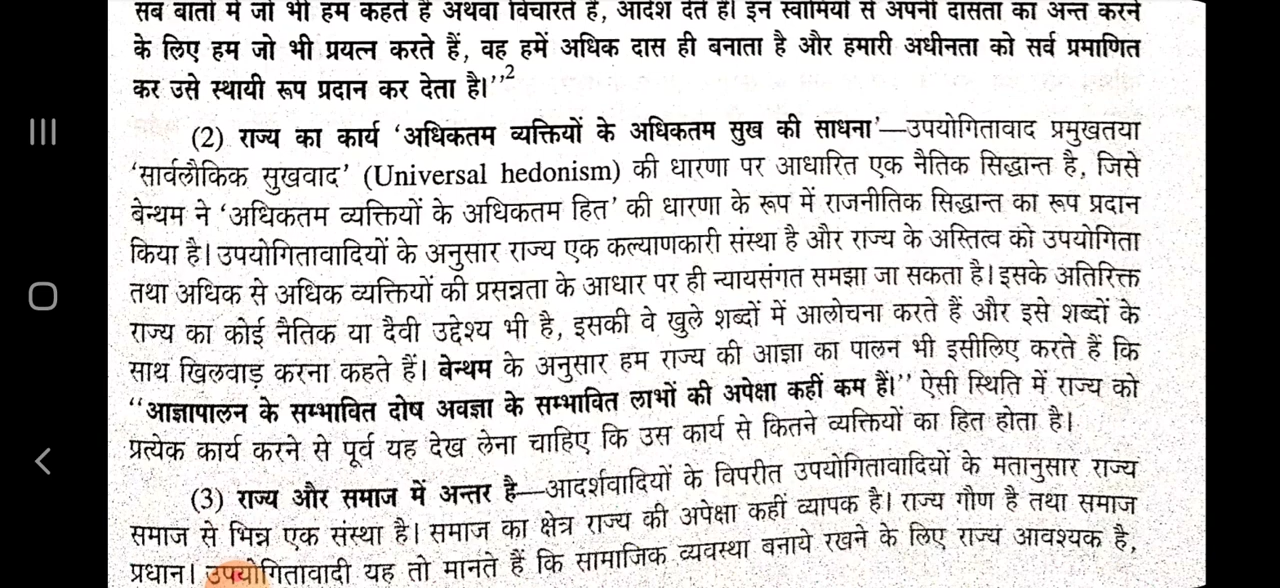 सब बातों में जो भी हम कहते हैं अथवा विचारते हैं, आदेश देते हैं। इन स्वामियों से अपनी दासता का अन्त करने
के लिए हम जो भी प्रयत्न करते हैं, वह हमें अधिक दास ही बनाता है और हमारी अधीनता को सर्व प्रमाणित
कर उसे स्थायी रूप प्रदान कर देता है।’’2
(2) राज्य का कार्य ‘अधिकतम व्यक्तियों के अधिकतम सुख की साधना’—उपयोगितावाद प्रमुखतया
‘सार्वलौकिक सुखवाद’ (Universal hedonism) की धारणा पर आधारित एक नैतिक सिद्धान्त है, जिसे
बेन्थम ने ‘अधिकतम व्यक्तियों के अधिकतम हित’ की धारणा के रूप में राजनीतिक सिद्धान्त का रूप प्रदान
किया है। उपयोगितावादियों के अनुसार राज्य एक कल्याणकारी संस्था है और राज्य के अस्तित्व को उपयोगिता
तथा अधिक से अधिक व्यक्तियों की प्रसन्नता के आधार पर ही न्यायसंगत समझा जा सकता है। इसके अतिरिक्त
राज्य का कोई नैतिक या दैवी उद्देश्य भी है, इसकी वे खुले शब्दों में आलोचना करते हैं और इसे शब्दों के
साथ खिलवाड़ करना कहते हैं। बेन्थम के अनुसार हम राज्य की आज्ञा का पालन भी इसीलिए करते हैं कि
‘‘आज्ञापालन के सम्भावित दोष अवज्ञा के सम्भावित लाभों की अपेक्षा कहीं कम हैं।’’ ऐसी स्थिति में राज्य को
प्रत्येक कार्य करने से पूर्व यह देख लेना चाहिए कि उस कार्य से कितने व्यक्तियों का हित होता है।
(3) राज्य और समाज में अन्तर है—आदर्शवादियों के विपरीत उपयोगितावादियों के मतानुसार राज्य
समाज से भिन्न एक संस्था है। समाज का क्षेत्र राज्य की अपेक्षा कहीं व्यापक है। राज्य गौण है तथा समाज
प्रधान। उपयोगितावादी यह तो मानते हैं कि सामाजिक व्यवस्था बनाये रखने के लिए राज्य आवश्यक है,